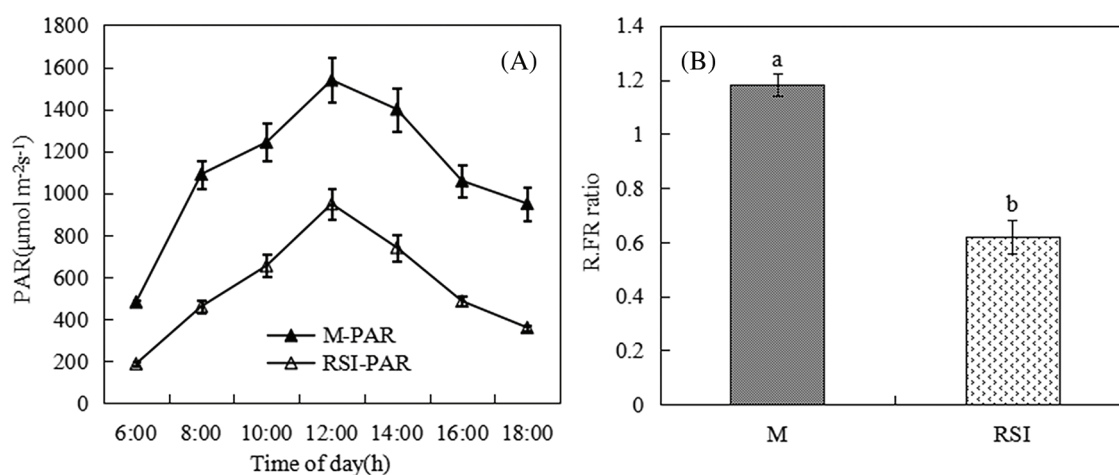 1800
1600
1400
1200
1000
800
600
400
200
0
PAR(μmol m-2s-1)
(A)
M-PAR
RSI-PAR
6:00 8:00 10:00 12:00 14:00 16:00 18:00
Time of day(h)
1.4
1.2
1
0.8
0.6
0.4
0.2
0
R.FR ratio
(B)
a
b
M RSI